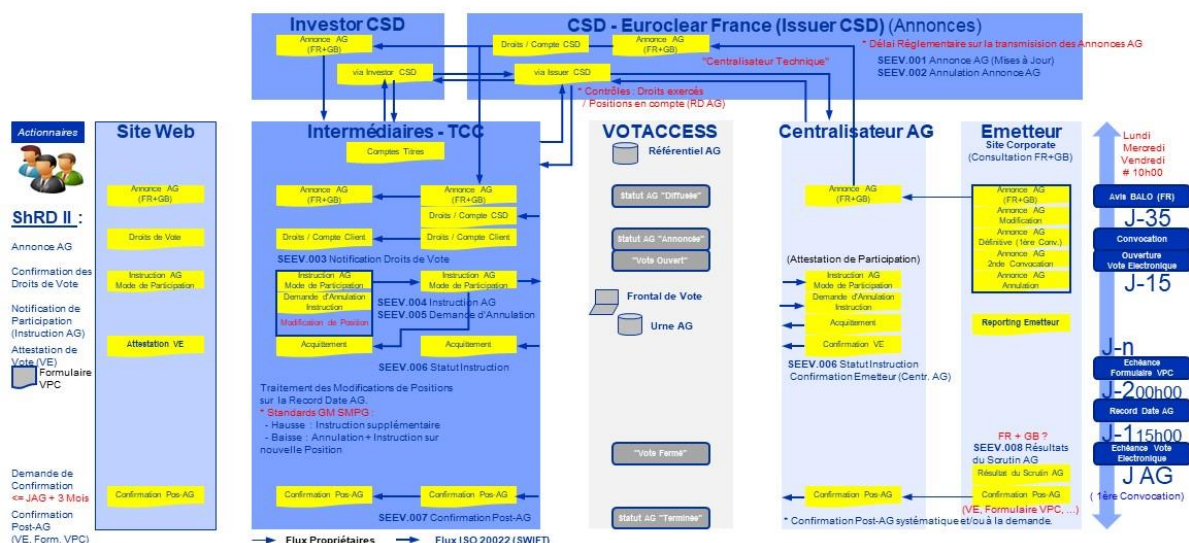 Investor CSD
CSD - Euroclear France (Issuer CSD) (Annonces)
Annonce AG
(FR+GB)
Droits / Compte CSD
Annonce AG
(FR+GB)
* Délai Réglementaire sur la transmisision des Annonces AG
"Centralisateur Technique"
SEEV.001 Annonce AG (Mises à Jour)
SEEV.002 Annulation Annonce AG
via Investor CSD
via Issuer CSD
* Contrôles : Droits exercés
/ Positions en compte (RD AG)
Actionnaires
Site Web
Intermédiaires - TCC
VOTACCESS
Centralisateur AG
Emetteur
Site Corporate
(Consultation FR+GB)
Lundi
Mercredi
Vendredi
# 10h00
Comptes Titres
Référentiel AG
ShRD II :
Annonce AG
(FR+GB)
Annonce AG
(FR+GB)
Annonce AG
(FR+GB)
Statut AG "Diffusée"
Annonce AG
(FR+GB)
Annonce AG
(FR+GB)
Annonce AG
Modification
Annonce AG
Définitive (1ère Conv.)
Annonce AG
2nde Convocation
Annonce AG
Annulation
Avis BALO (FR)
J-35
Droits / Compte CSD
Annonce AG
Droits de Vote
Droits / Compte Client
Droits / Compte Client
Statut AG "Annoncée"
Convocation
SEEV.003 Notification Droits de Vote
"Vote Ouvert"
(Attestation de Participation)
Ouverture
Vote Electronique
J-15
Confirmation des
Droits de Vote
Instruction AG
Mode de Participation
Instruction AG
Mode de Participation
Instruction AG
Mode de Participation
Instruction AG
Mode de Participation
Demande d'Annulation
Instruction
SEEV.004 Instruction AG
SEEV.005 Demande d'Annulation
Frontal de Vote
Demande d'Annulation
Instruction
Notification de
Participation
(Instruction AG)
Modification de Position
Urne AG
Acquittement
Reporting Emetteur
Attestation de
Vote (VE)
Attestation VE
Acquittement
Acquittement
Confirmation VE
J-n
Formulaire
VPC
SEEV.006 Statut Instruction
SEEV.006 Statut Instruction
Confirmation Emetteur (Centr. AG)
Echéance
Formulaire VPC
J-2 00h00
Traitement des Modifications de Positions
sur la Record Date AG.
* Standards GM SMPG :
- Hausse : Instruction supplémentaire
- Baisse : Annulation + Instruction sur
nouvelle Position
Record Date AG
J-1 15h00
"Vote Fermé"
FR + GB ?
SEEV.008 Résultats
du Scrutin AG
Echéance Vote
Electronique
J AG
(1ère Convocation)
Résultat du Scrutin AG
Demande de
Confirmation
<= JAG + 3 Mois
Confirmation Pos-AG
Confirmation Pos-AG
Confirmation Pos-AG
Confirmation Pos-AG
Confirmation Pos-AG
(VE, Formulaire VPC, ...)
Confirmation
Post-AG
(VE, Form. VPC)
SEEV.007 Confirmation Post-AG
Statut AG "Terminée"
* Confirmation Post-AG systématique et/ou à la demande.
Flux Propriétaires
Flux ISO 20022 (SWIFT)